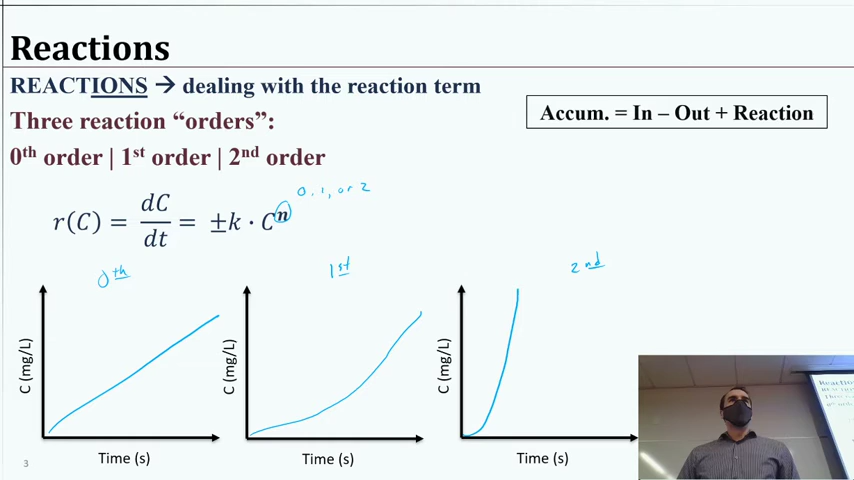 Reactions
REACTIONS → dealing with the reaction term
Accum. = In – Out + Reaction
Three reaction “orders”:
0th order | 1st order | 2nd order
0, 1, or 2
r(C) = dC/dt = ±k · C^n
0th
1st
2nd
C (mg/L)
C (mg/L)
C (mg/L)
Time (s)
Time (s)
Time (s)
3